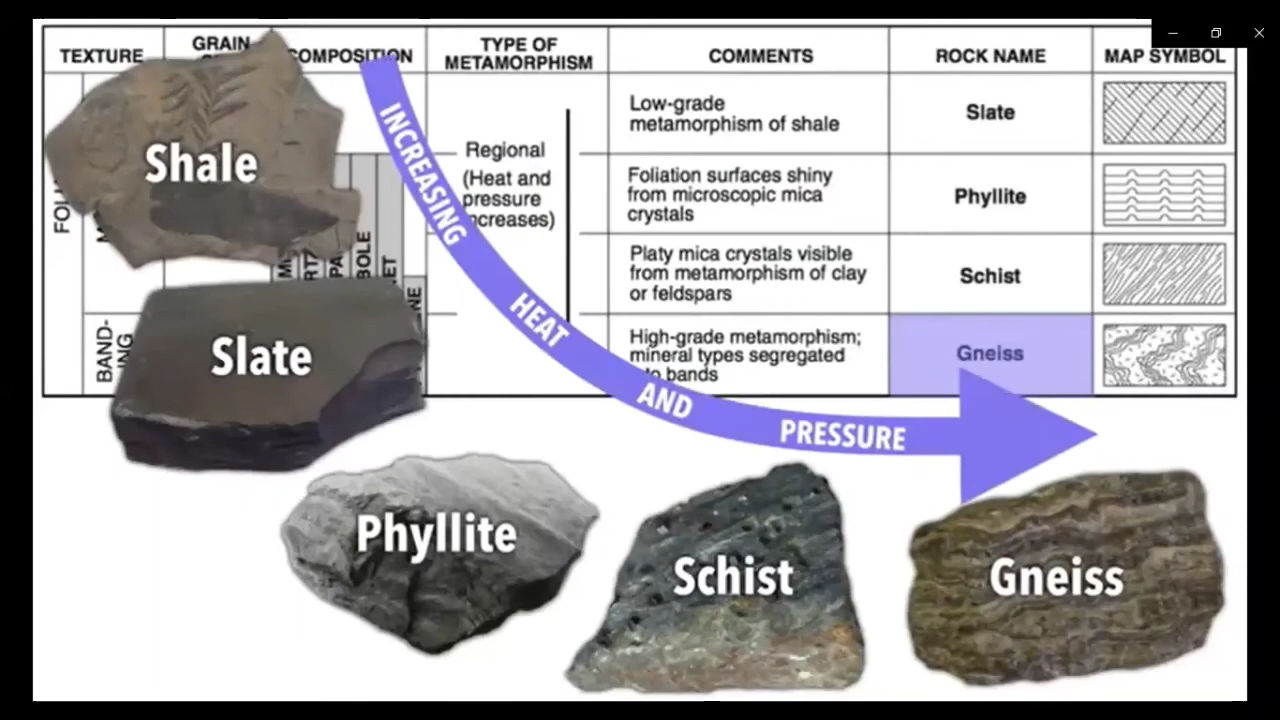 TEXTURE
GRAIN
COMPOSITION
TYPE OF
METAMORPHISM
COMMENTS
ROCK NAME
MAP SYMBOL
Low-grade
metamorphism of shale
Slate
Regional
(Heat and
pressure
increases)
Foliation surfaces shiny
from microscopic mica
crystals
Phyllite
Platy mica crystals visible
from metamorphism of clay
or feldspars
Schist
BAND-
ING
High-grade metamorphism;
mineral types segregated
bands
Gneiss
INCREASING
HEAT
AND
PRESSURE
Shale
Slate
Phyllite
Schist
Gneiss